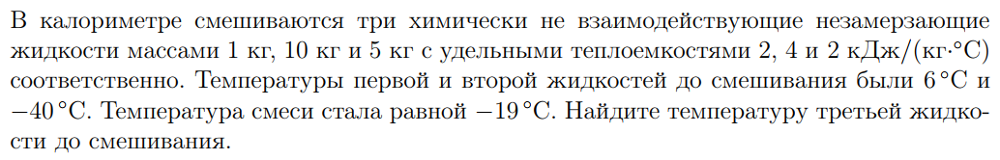 В калориметре смешиваются три химически не взаимодействующие незамерзающие
жидкости массами 1 кг, 10 кг и 5 кг с удельными теплоемкостями 2, 4 и 2 кДж/(кг·°C)
соответственно. Температуры первой и второй жидкостей до смешивания были 6 °C и
−40 °C. Температура смеси стала равной −19 °C. Найдите температуру третьей жидко-
сти до смешивания.